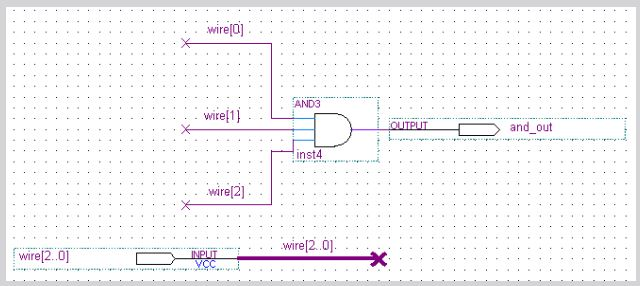 wire[0]
AND3
wire[1]
OUTPUT and_out
inst4
wire[2]
wire[2..0]
wire[2..0] INPUT
VCC